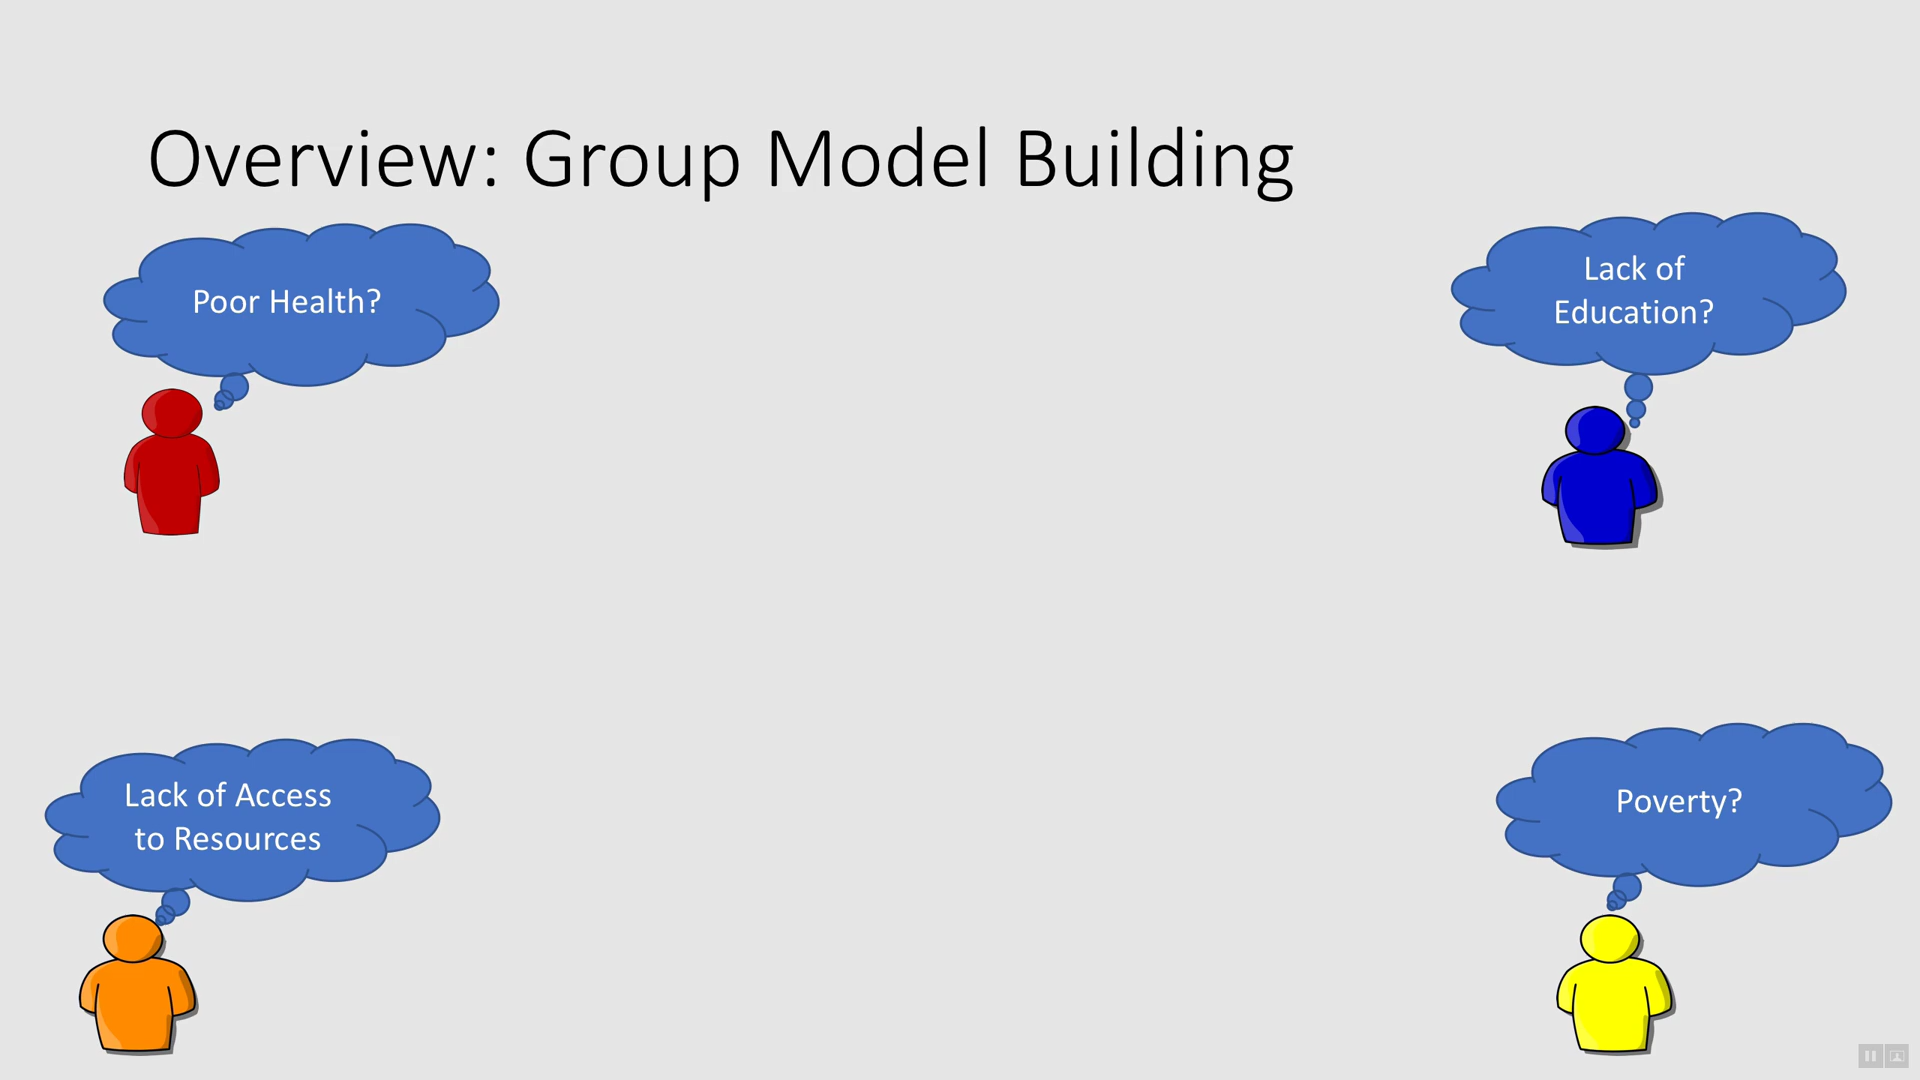 Overview: Group Model Building
Poor Health?
Lack of
Education?
Lack of Access
to Resources
Poverty?